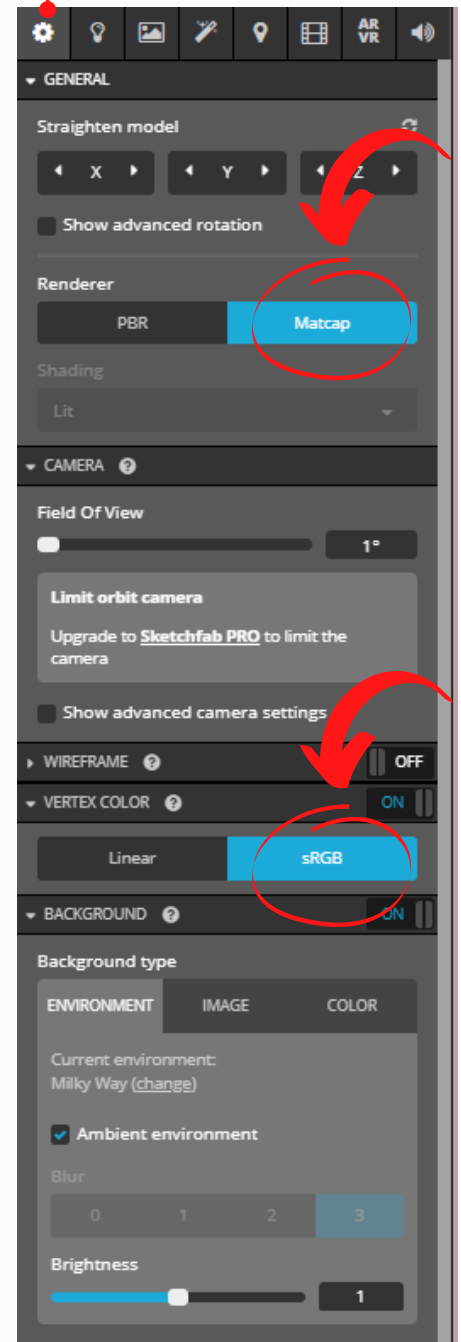 AR
VR
GENERAL
Straighten model
X Y Z
Show advanced rotation
Renderer
PBR Matcap
Shading
Lit
CAMERA ?
Field Of View
1°
Limit orbit camera
Upgrade to Sketchfab PRO to limit the
camera
Show advanced camera settings
WIREFRAME ? OFF
VERTEX COLOR ? ON
Linear sRGB
BACKGROUND ? ON
Background type
ENVIRONMENT IMAGE COLOR
Current environment:
Milky Way (change)
Ambient environment
Blur
0 1 2 3
Brightness
1